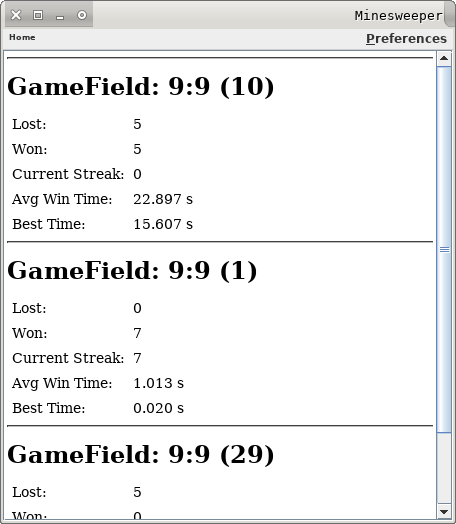 Minesweeper
Home Preferences
GameField: 9:9 (10)
Lost: 5
Won: 5
Current Streak: 0
Avg Win Time: 22.897 s
Best Time: 15.607 s
GameField: 9:9 (1)
Lost: 0
Won: 7
Current Streak: 7
Avg Win Time: 1.013 s
Best Time: 0.020 s
GameField: 9:9 (29)
Lost: 5
Won: 0